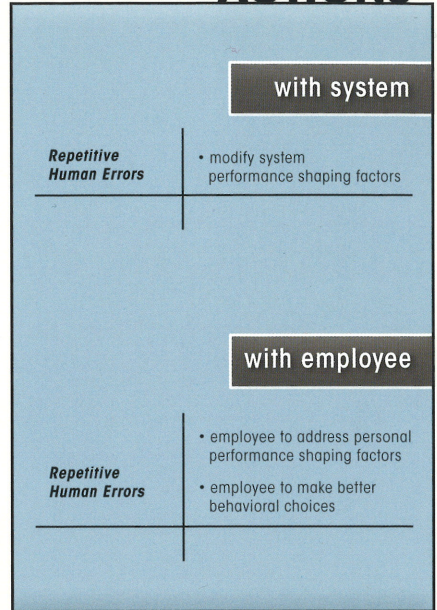 with system
Repetitive
Human Errors
• modify system
performance shaping factors
with employee
Repetitive
Human Errors
• employee to address personal
performance shaping factors
• employee to make better
behavioral choices